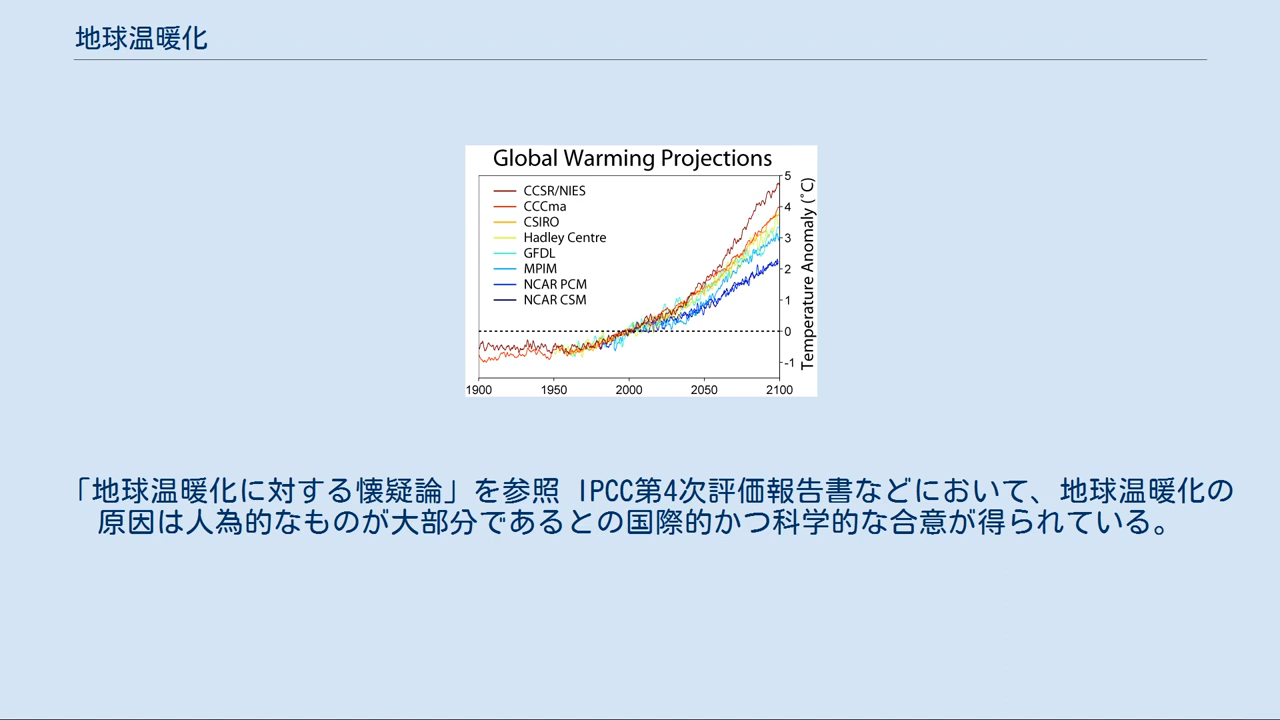 地球温暖化
Global Warming Projections
CCSR/NIES
CCCma
CSIRO
Hadley Centre
GFDL
MPIM
NCAR PCM
NCAR CSM
5
4
3
2
1
0
-1
Temperature Anomaly (°C)
1900 1950 2000 2050 2100
「地球温暖化に対する懐疑論」を参照 IPCC第4次評価報告書などにおいて、地球温暖化の
原因は人為的なものが大部分であるとの国際的かつ科学的な合意が得られている。